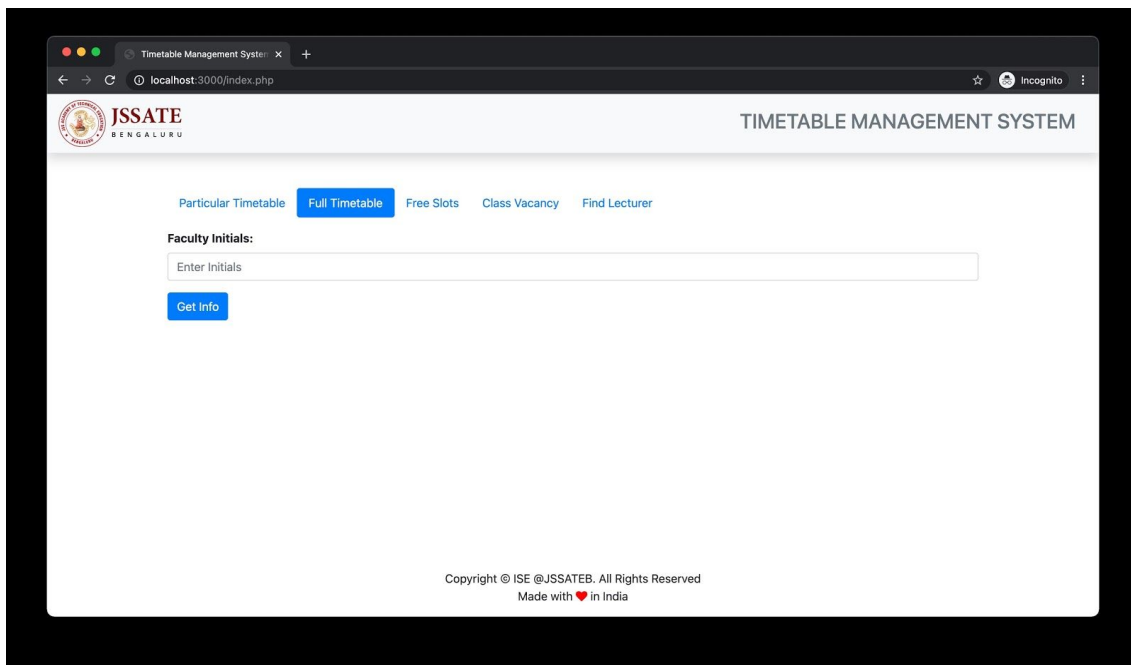 Timetable Management System
localhost:3000/index.php
Incognito
JSSATE
BENGALURU
TIMETABLE MANAGEMENT SYSTEM
Particular Timetable Full Timetable Free Slots Class Vacancy Find Lecturer
Faculty Initials:
Enter Initials
Get Info
Copyright © ISE @JSSATEB. All Rights Reserved
Made with ❤ in India